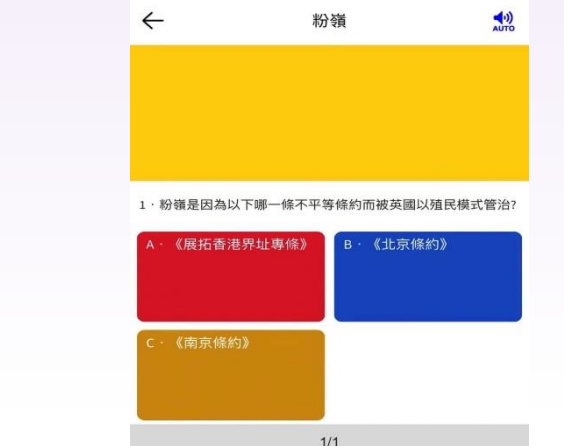 粉嶺
AUTO
1 · 粉嶺是因為以下哪一條不平等條約而被英國以殖民模式管治?
A · 《展拓香港界址專條》
B · 《北京條約》
C · 《南京條約》
1/1